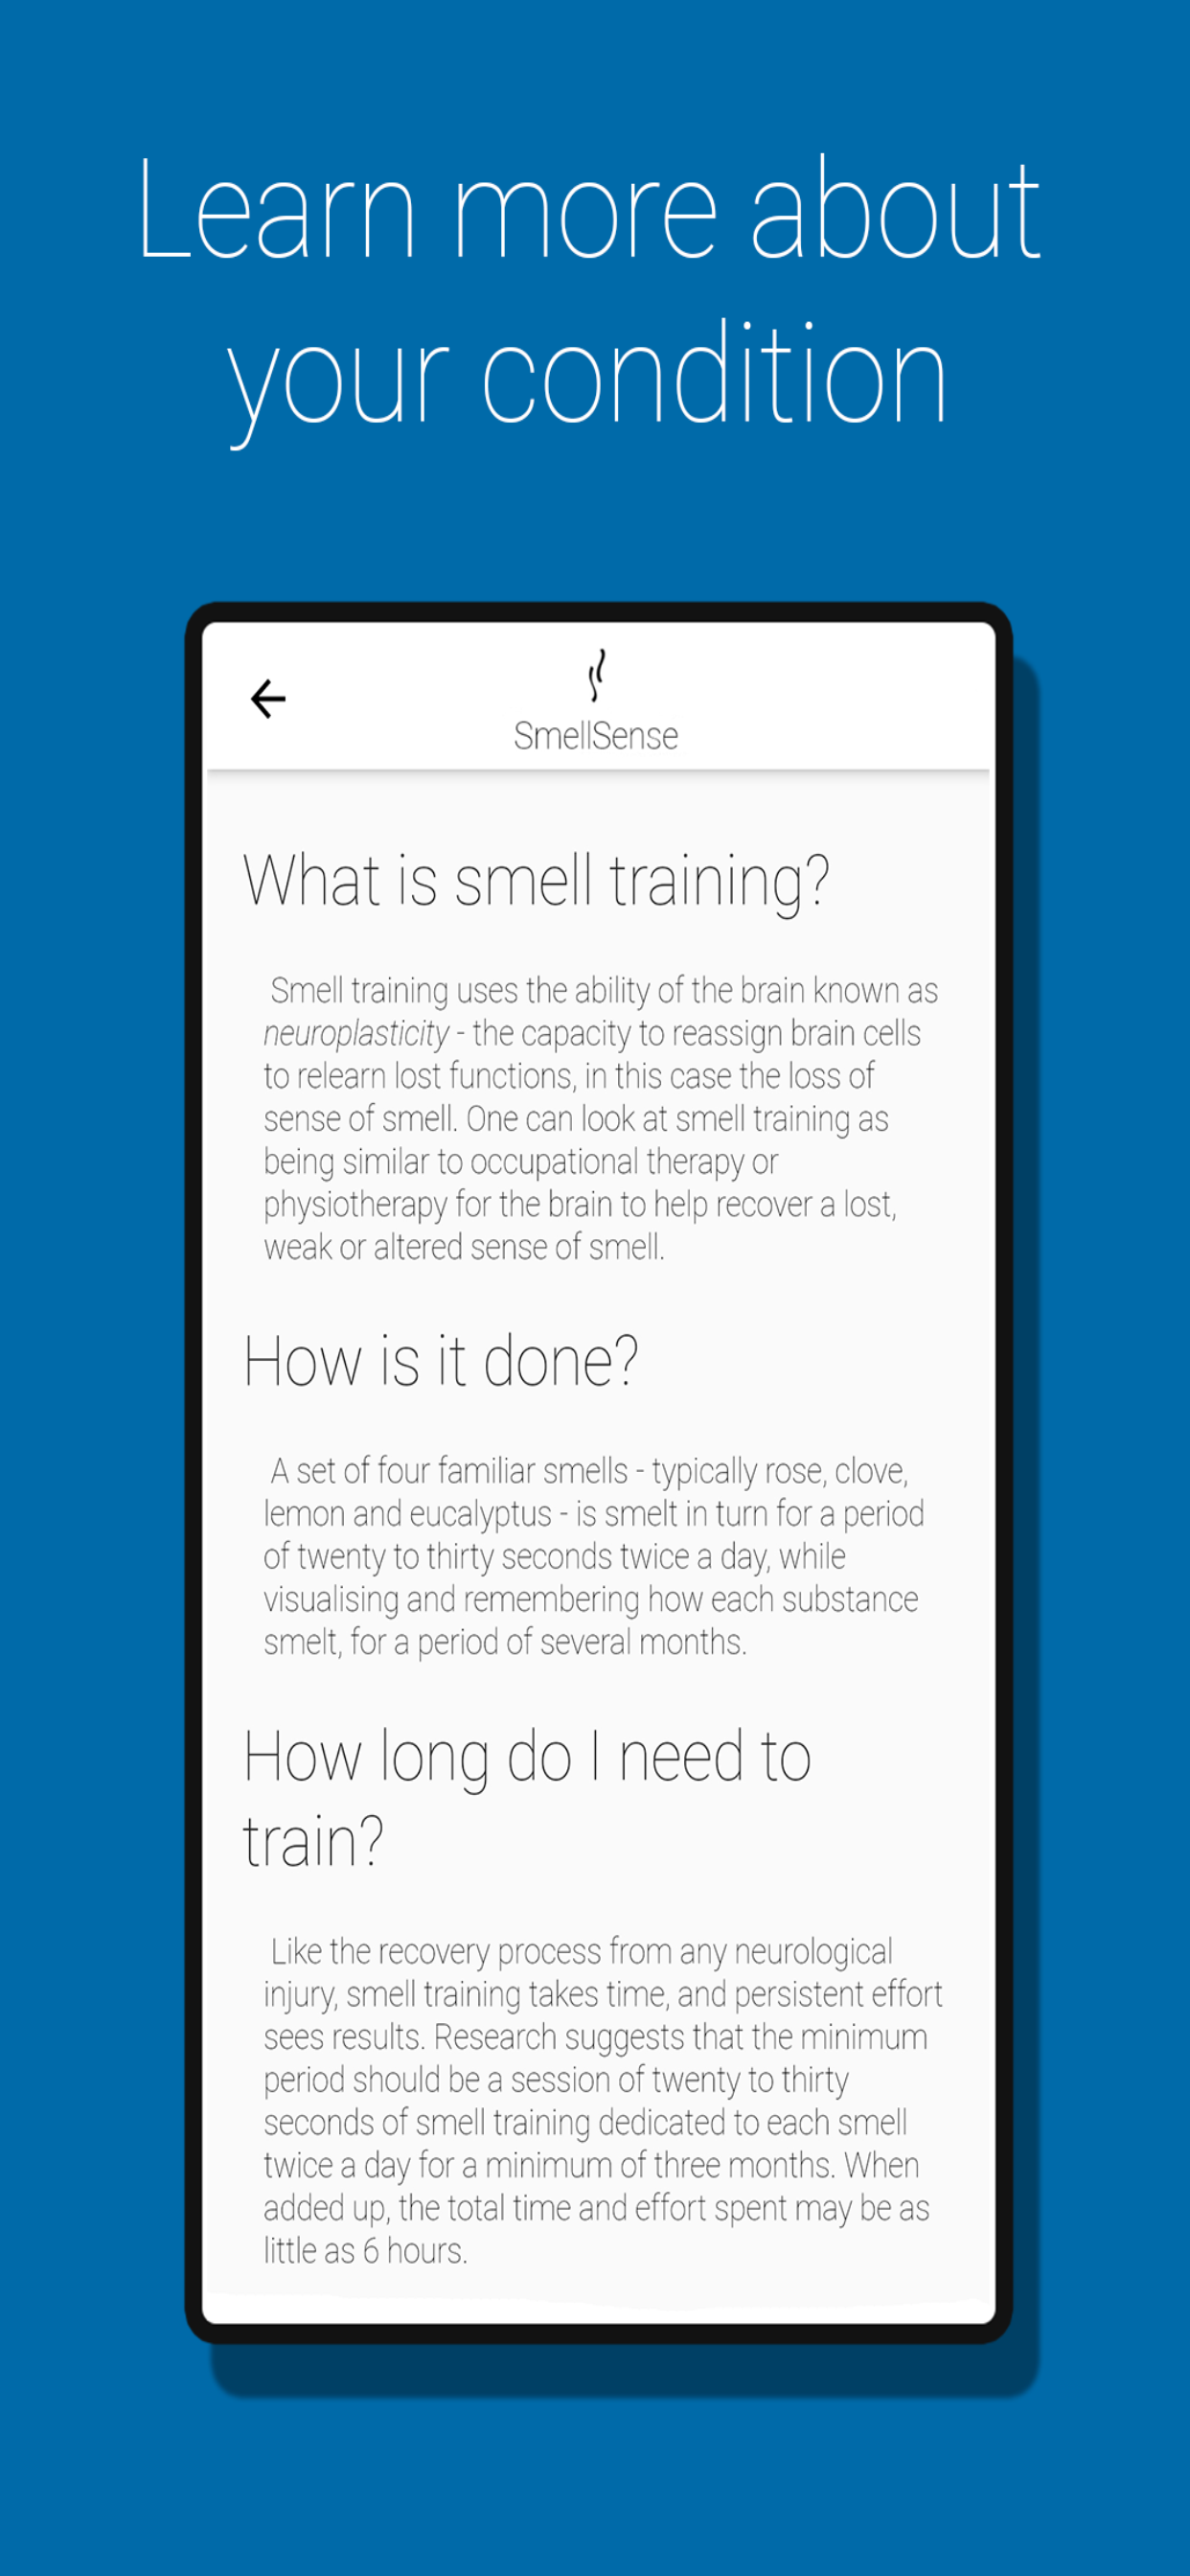 Learn more about
your condition
SmellSense
What is smell training?
Smell training uses the ability of the brain known as
neuroplasticity - the capacity to reassign brain cells
to relearn lost functions, in this case the loss of
sense of smell. One can look at smell training as
being similar to occupational therapy or
physiotherapy for the brain to help recover a lost,
weak or altered sense of smell.
How is it done?
A set of four familiar smells - typically rose, clove,
lemon and eucalyptus - is smelt in turn for a period
of twenty to thirty seconds twice a day, while
visualising and remembering how each substance
smelt, for a period of several months.
How long do I need to
train?
Like the recovery process from any neurological
injury, smell training takes time, and persistent effort
sees results. Research suggests that the minimum
period should be a session of twenty to thirty
seconds of smell training dedicated to each smell
twice a day for a minimum of three months. When
added up, the total time and effort spent may be as
little as 6 hours.